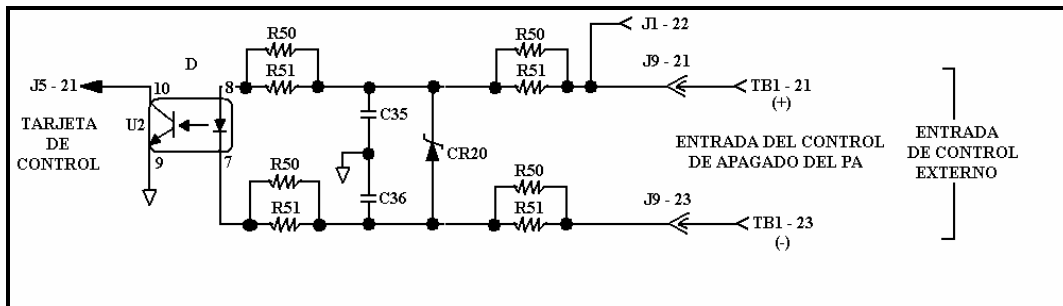 J1 - 22
R50
R50
J9 - 21
D
R51
R51
J5 - 21
10
8
TB1 - 21
(+)
C35
U2
TARJETA
DE
CONTROL
ENTRADA DEL CONTROL
DE APAGADO DEL PA
ENTRADA
DE CONTROL
EXTERNO
CR20
9
7
R50
R50
C36
J9 - 23
R51
R51
TB1 - 23
(-)